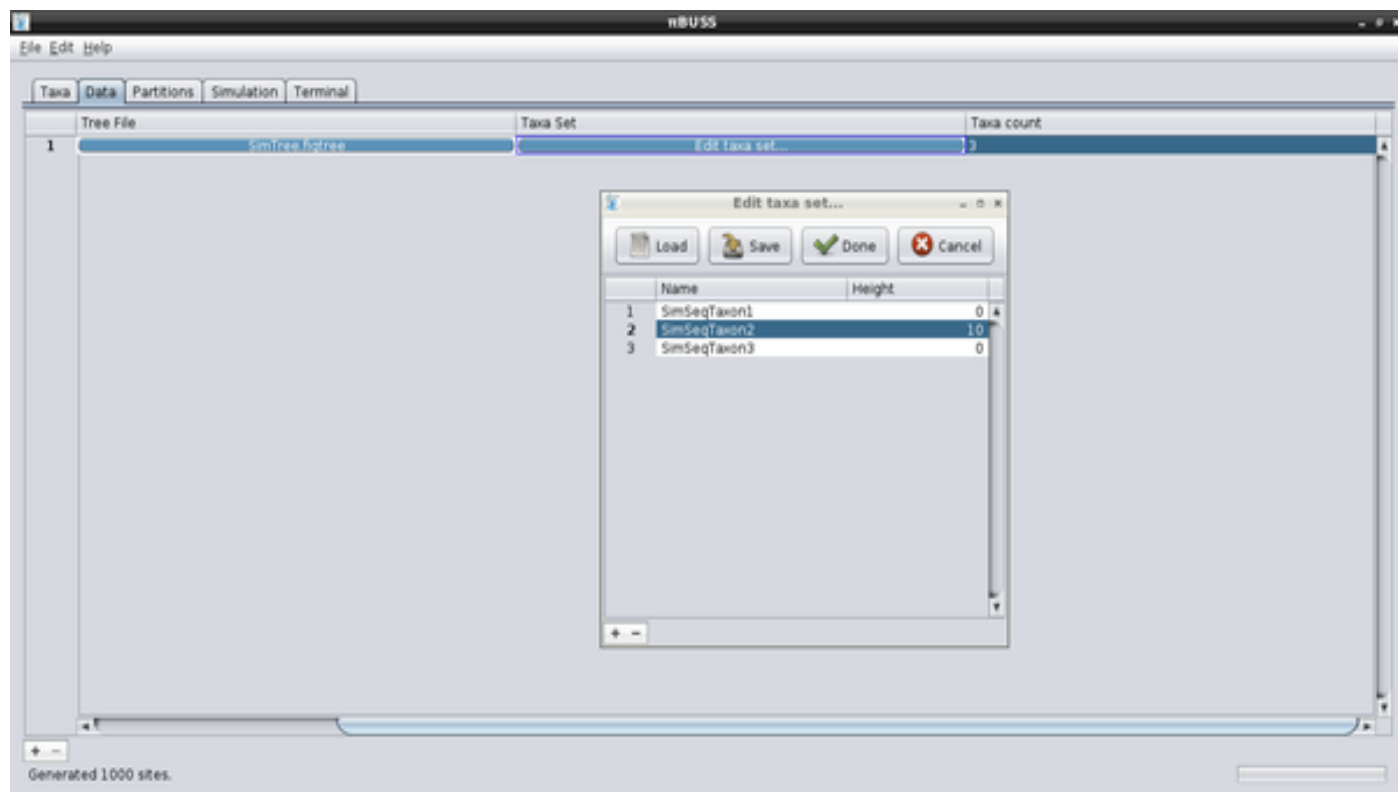 πBUSS
File Edit Help
Taxa Data Partitions Simulation Terminal
Tree File Taxa Set Taxa count
1 SimTree.figtree Edit taxa set... 3
Edit taxa set...
Load Save Done Cancel
Name Height
1 SimSeqTaxon1 0
2 SimSeqTaxon2 10
3 SimSeqTaxon3 0
+ -
+ -
Generated 1000 sites.